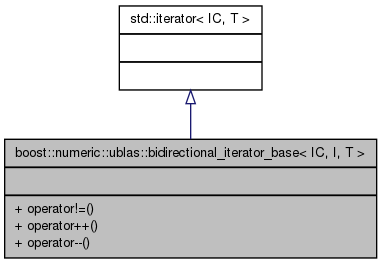 std::iterator< IC, T >
boost::numeric::ublas::bidirectional_iterator_base< IC, I, T >
+ operator!=()
+ operator++()
+ operator--()